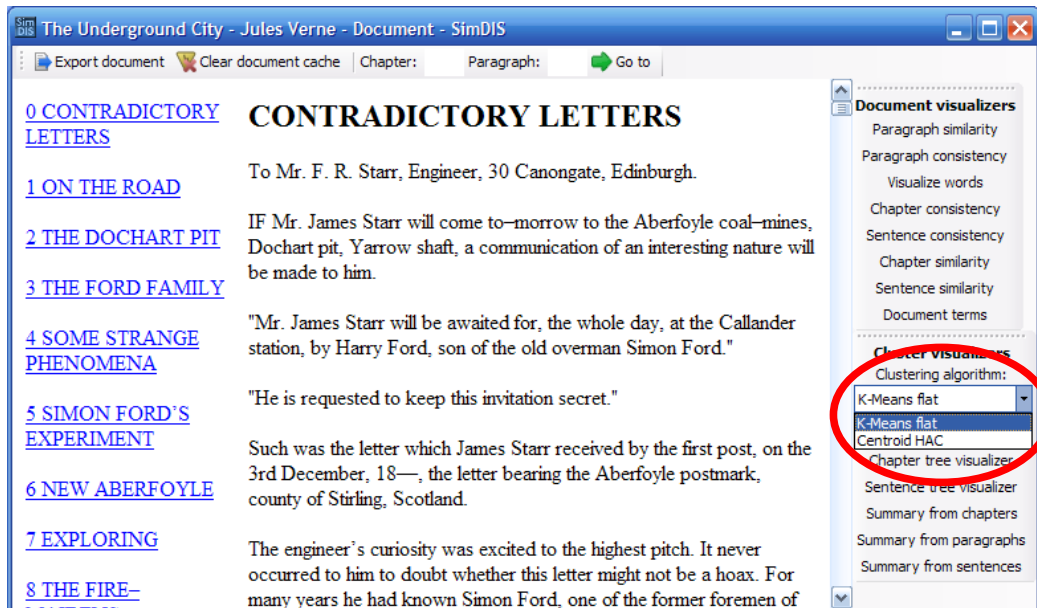 Sim DIS The Underground City - Jules Verne - Document - SimDIS
Export document Clear document cache Chapter: Paragraph: Go to
0 CONTRADICTORY
LETTERS
1 ON THE ROAD
2 THE DOCHART PIT
3 THE FORD FAMILY
4 SOME STRANGE
PHENOMENA
5 SIMON FORD'S
EXPERIMENT
6 NEW ABERFOYLE
7 EXPLORING
8 THE FIRE–
CONTRADICTORY LETTERS
To Mr. F. R. Starr, Engineer, 30 Canongate, Edinburgh.
IF Mr. James Starr will come to–morrow to the Aberfoyle coal–mines,
Dochart pit, Yarrow shaft, a communication of an interesting nature will
be made to him.
"Mr. James Starr will be awaited for, the whole day, at the Callander
station, by Harry Ford, son of the old overman Simon Ford."
"He is requested to keep this invitation secret."
Such was the letter which James Starr received by the first post, on the
3rd December, 18––, the letter bearing the Aberfoyle postmark,
county of Stirling, Scotland.
The engineer's curiosity was excited to the highest pitch. It never
occurred to him to doubt whether this letter might not be a hoax. For
many years he had known Simon Ford, one of the former foremen of
Document visualizers
Paragraph similarity
Paragraph consistency
Visualize words
Chapter consistency
Sentence consistency
Chapter similarity
Sentence similarity
Document terms
Cluster visualizers
Clustering algorithm:
K-Means flat
K-Means flat
Centroid HAC
Chapter tree visualizer
Sentence tree visualizer
Summary from chapters
Summary from paragraphs
Summary from sentences